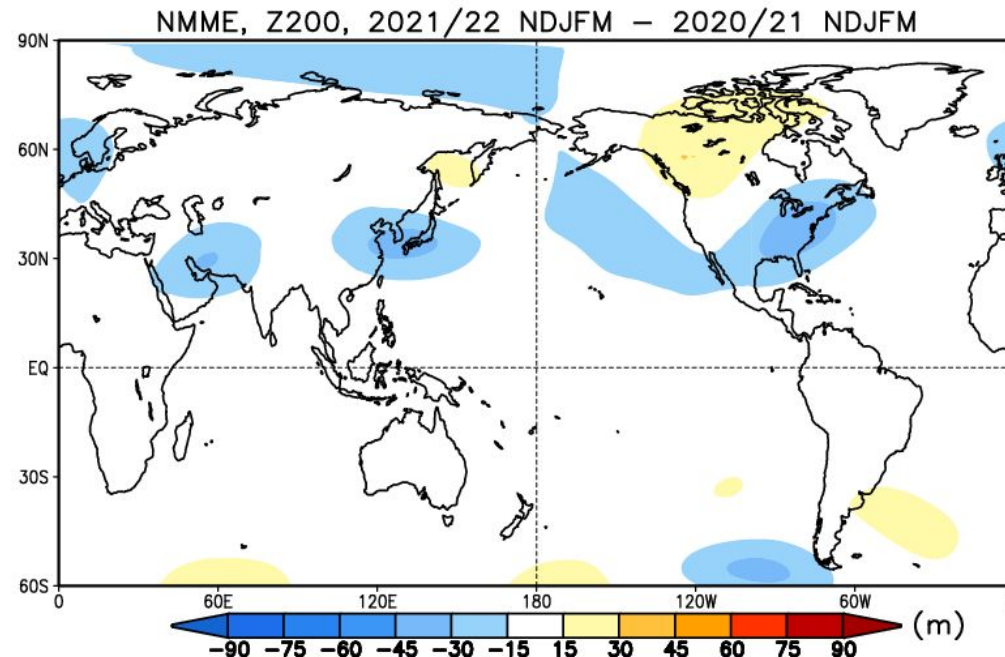 NMME, Z200, 2021/22 NDJFM − 2020/21 NDJFM
90N
60N
30N
EQ
30S
60S
0 60E 120E 180 120W 60W
−90 −75 −60 −45 −30 −15 15 30 45 60 75 90 (m)